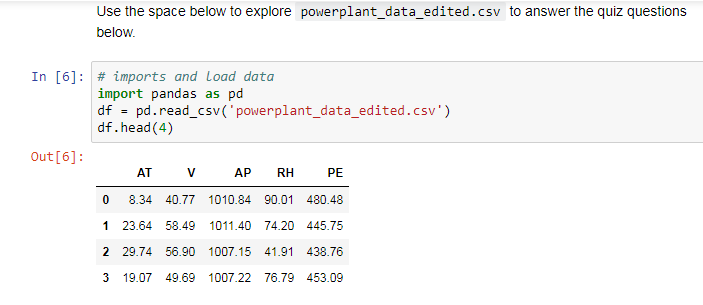 Use the space below to explore powerplant_data_edited.csv to answer the quiz questions
below.
In [6]: # imports and load data
import pandas as pd
df = pd.read_csv('powerplant_data_edited.csv')
df.head(4)
Out[6]:
AT V AP RH PE
0 8.34 40.77 1010.84 90.01 480.48
1 23.64 58.49 1011.40 74.20 445.75
2 29.74 56.90 1007.15 41.91 438.76
3 19.07 49.69 1007.22 76.79 453.09